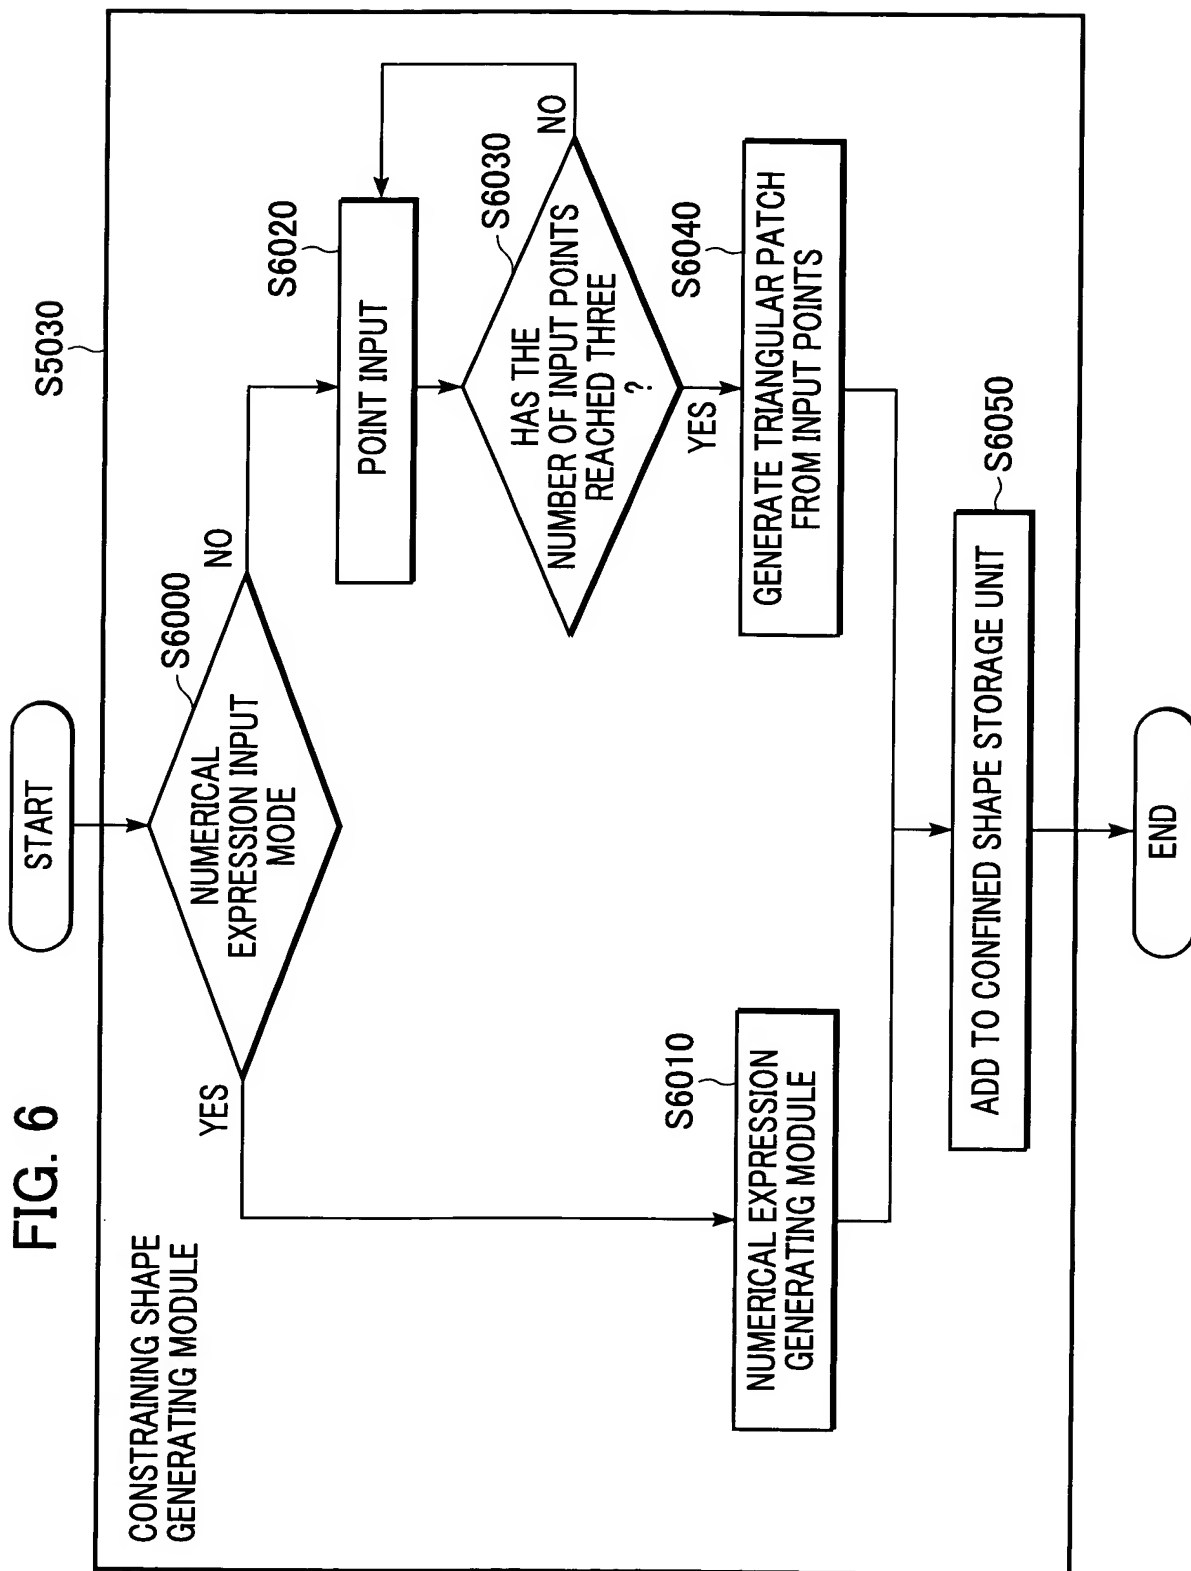 FIG. 6
START
S5030
CONSTRAINING SHAPE
GENERATING MODULE
S6000
NUMERICAL
EXPRESSION INPUT
MODE
YES
NO
S6020
POINT INPUT
S6030
HAS THE
NUMBER OF INPUT POINTS
REACHED THREE
?
NO
YES
S6010
NUMERICAL EXPRESSION
GENERATING MODULE
S6040
GENERATE TRIANGULAR PATCH
FROM INPUT POINTS
S6050
ADD TO CONFINED SHAPE STORAGE UNIT
END